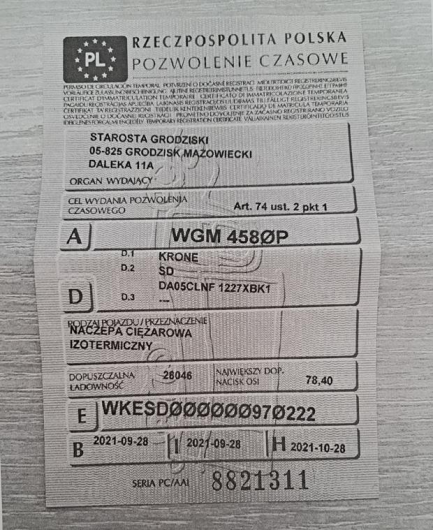 PL
RZECZPOSPOLITA POLSKA
POZWOLENIE CZASOWE
STAROSTA GRODZISKI
05-825 GRODZISK MAZOWIECKI
DALEKA 11A
ORGAN WYDAJĄCY
CEL WYDANIA POZWOLENIA
CZASOWEGO Art. 74 ust. 2 pkt 1
A WGM 458ØP
D.1 KRONE
D.2 SD
DA05CLNF 1227XBK1
D D.3 ---
RODZAJ POJAZDU / PRZEZNACZENIE
NACZEPA CIĘŻAROWA
IZOTERMICZNY
DOPUSZCZALNA ŁADOWNOŚĆ 28046 NAJWIĘKSZY DOP. NACISK OSI 78,40
E WKESDØØØØØØ97Ø222
B 2021-09-28 I 2021-09-28 H 2021-10-28
SERIA PC/AAI 8821311